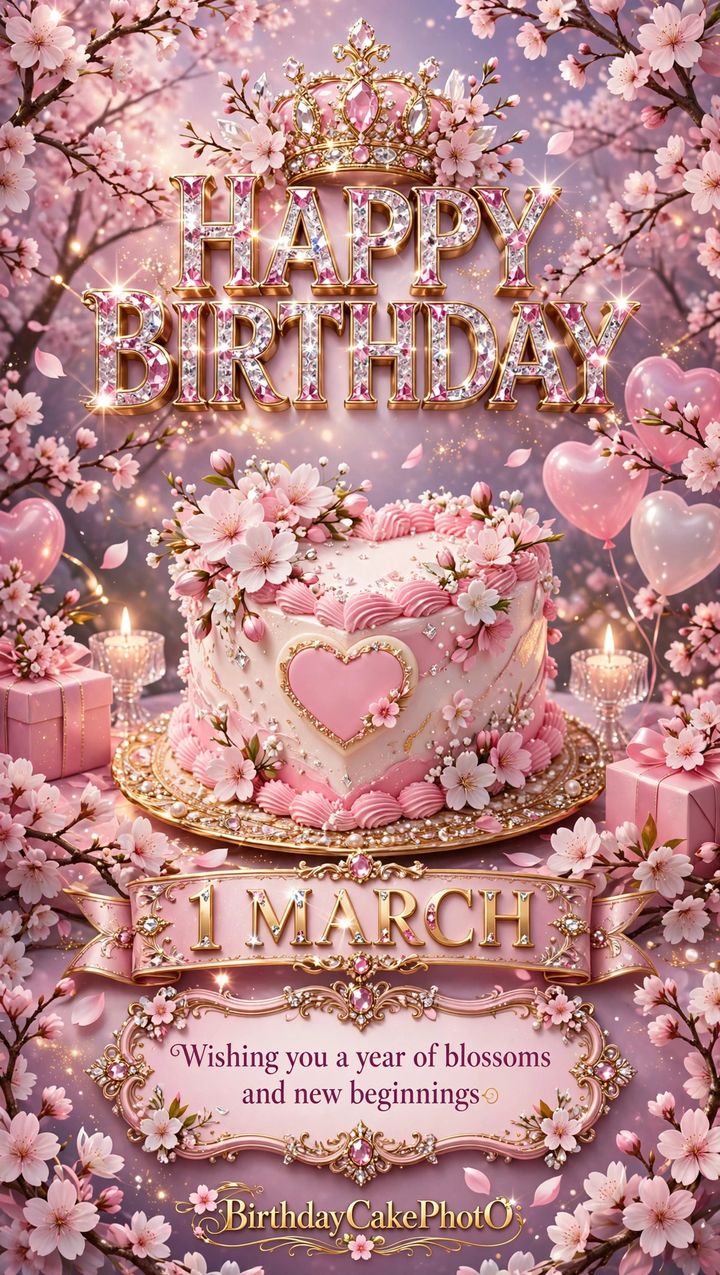 HAPPY
BIRTHDAY
1 MARCH
Wishing you a year of blossoms
and new beginnings
BirthdayCakePhotO